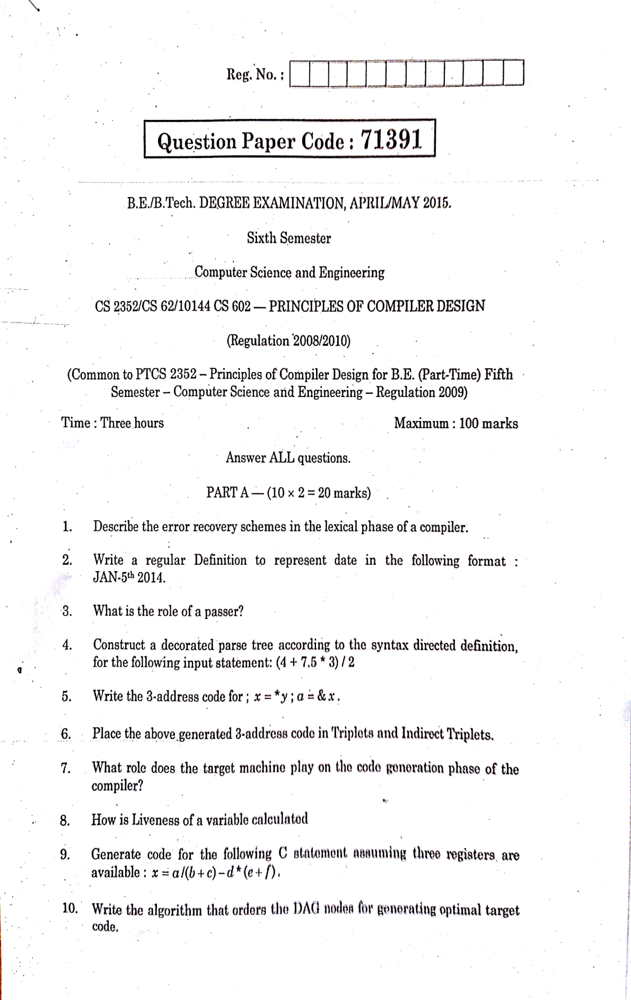 Reg. No. :
Question Paper Code : 71391
B.E./B.Tech. DEGREE EXAMINATION, APRIL/MAY 2015.
Sixth Semester
Computer Science and Engineering
CS 2352/CS 62/10144 CS 602 — PRINCIPLES OF COMPILER DESIGN
(Regulation 2008/2010)
(Common to PTCS 2352 – Principles of Compiler Design for B.E. (Part-Time) Fifth
Semester – Computer Science and Engineering – Regulation 2009)
Time : Three hours Maximum : 100 marks
Answer ALL questions.
PART A — (10 × 2 = 20 marks)
1. Describe the error recovery schemes in the lexical phase of a compiler.
2. Write a regular Definition to represent date in the following format :
JAN-5th 2014.
3. What is the role of a passer?
4. Construct a decorated parse tree according to the syntax directed definition,
for the following input statement: (4 + 7.5 * 3) / 2
5. Write the 3-address code for ; x = *y ; a = & x .
6. Place the above generated 3-address code in Triplets and Indirect Triplets.
7. What role does the target machine play on the code generation phase of the
compiler?
8. How is Liveness of a variable calculated
9. Generate code for the following C statement assuming three registers are
available : x = a/(b + c) – d * (e + f).
10. Write the algorithm that orders the DAG nodes for generating optimal target
code.